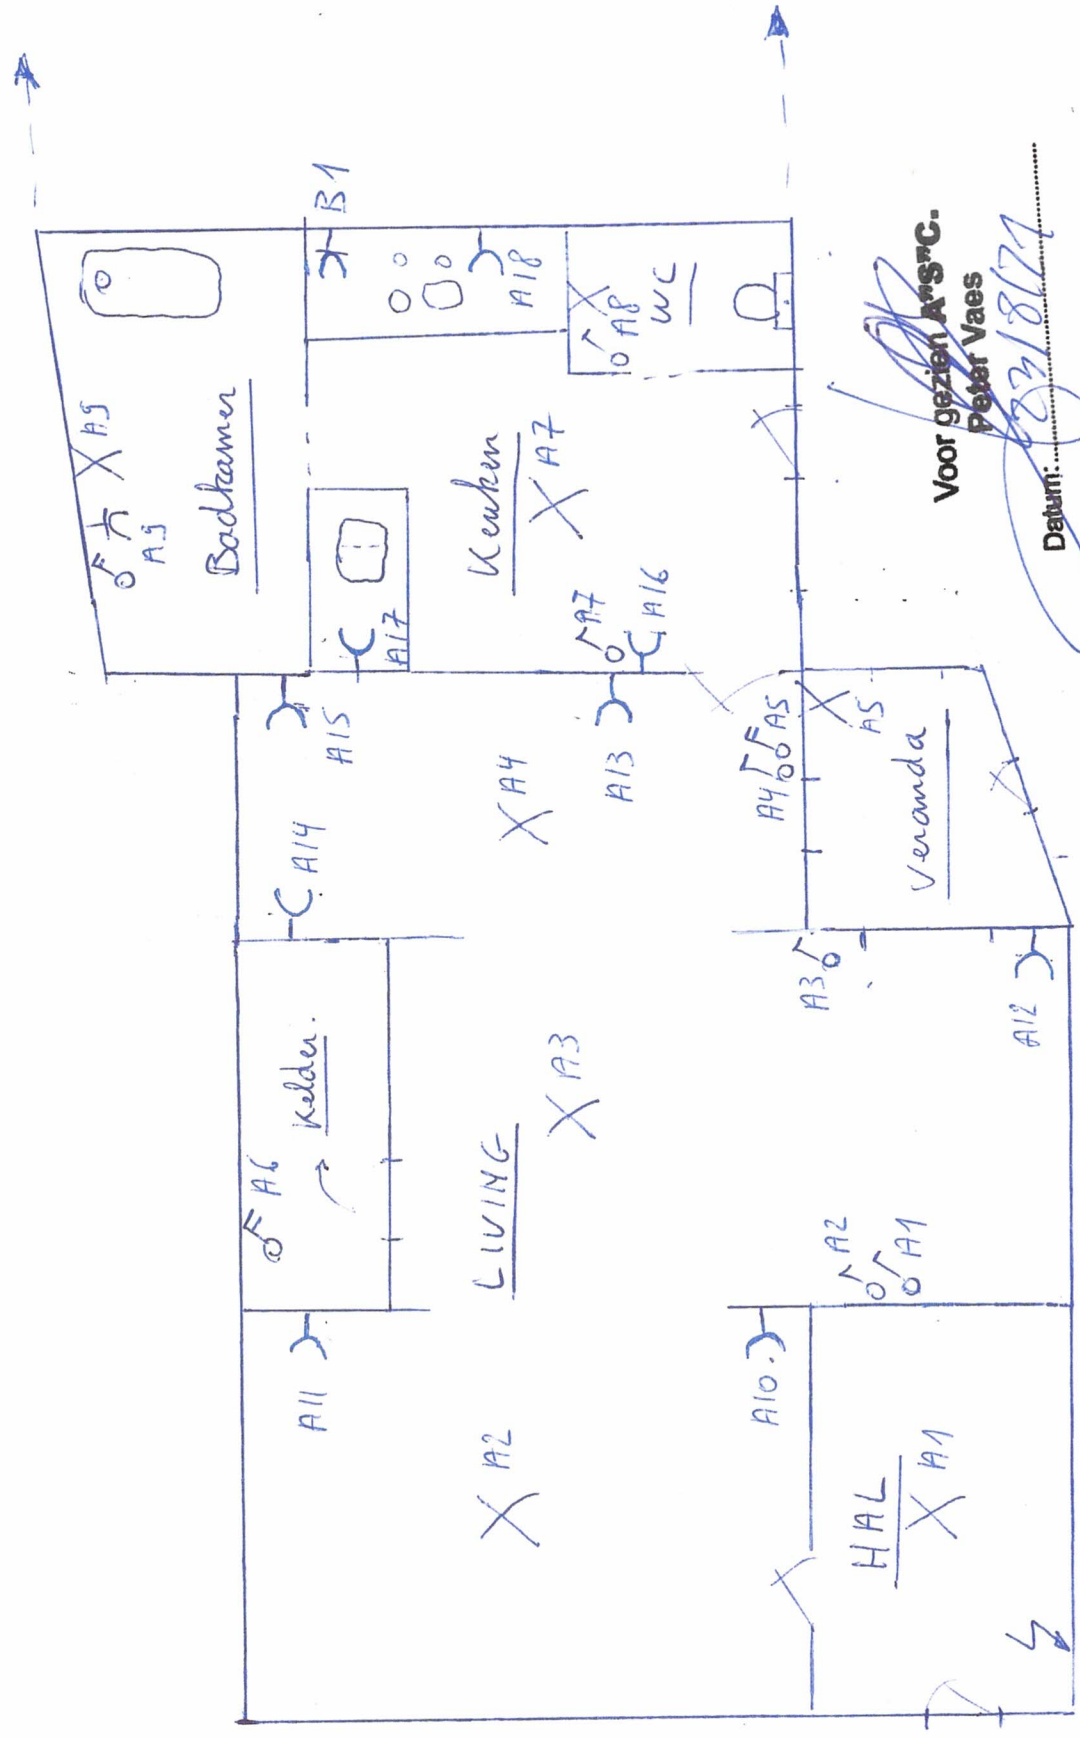 B1
A9
A9
Badkamer
A18
A8
WC
Keuken
A7
A17
A7
A16
A15
A14
A4
A13
A4
A5
A5
Veranda
A3
A12
Kelder.
A6
LIVING
A3
A2
A1
A11
A10.
A2
HAL
A1
Voor gezien A"S"C.
Peter Vaes
Datum: